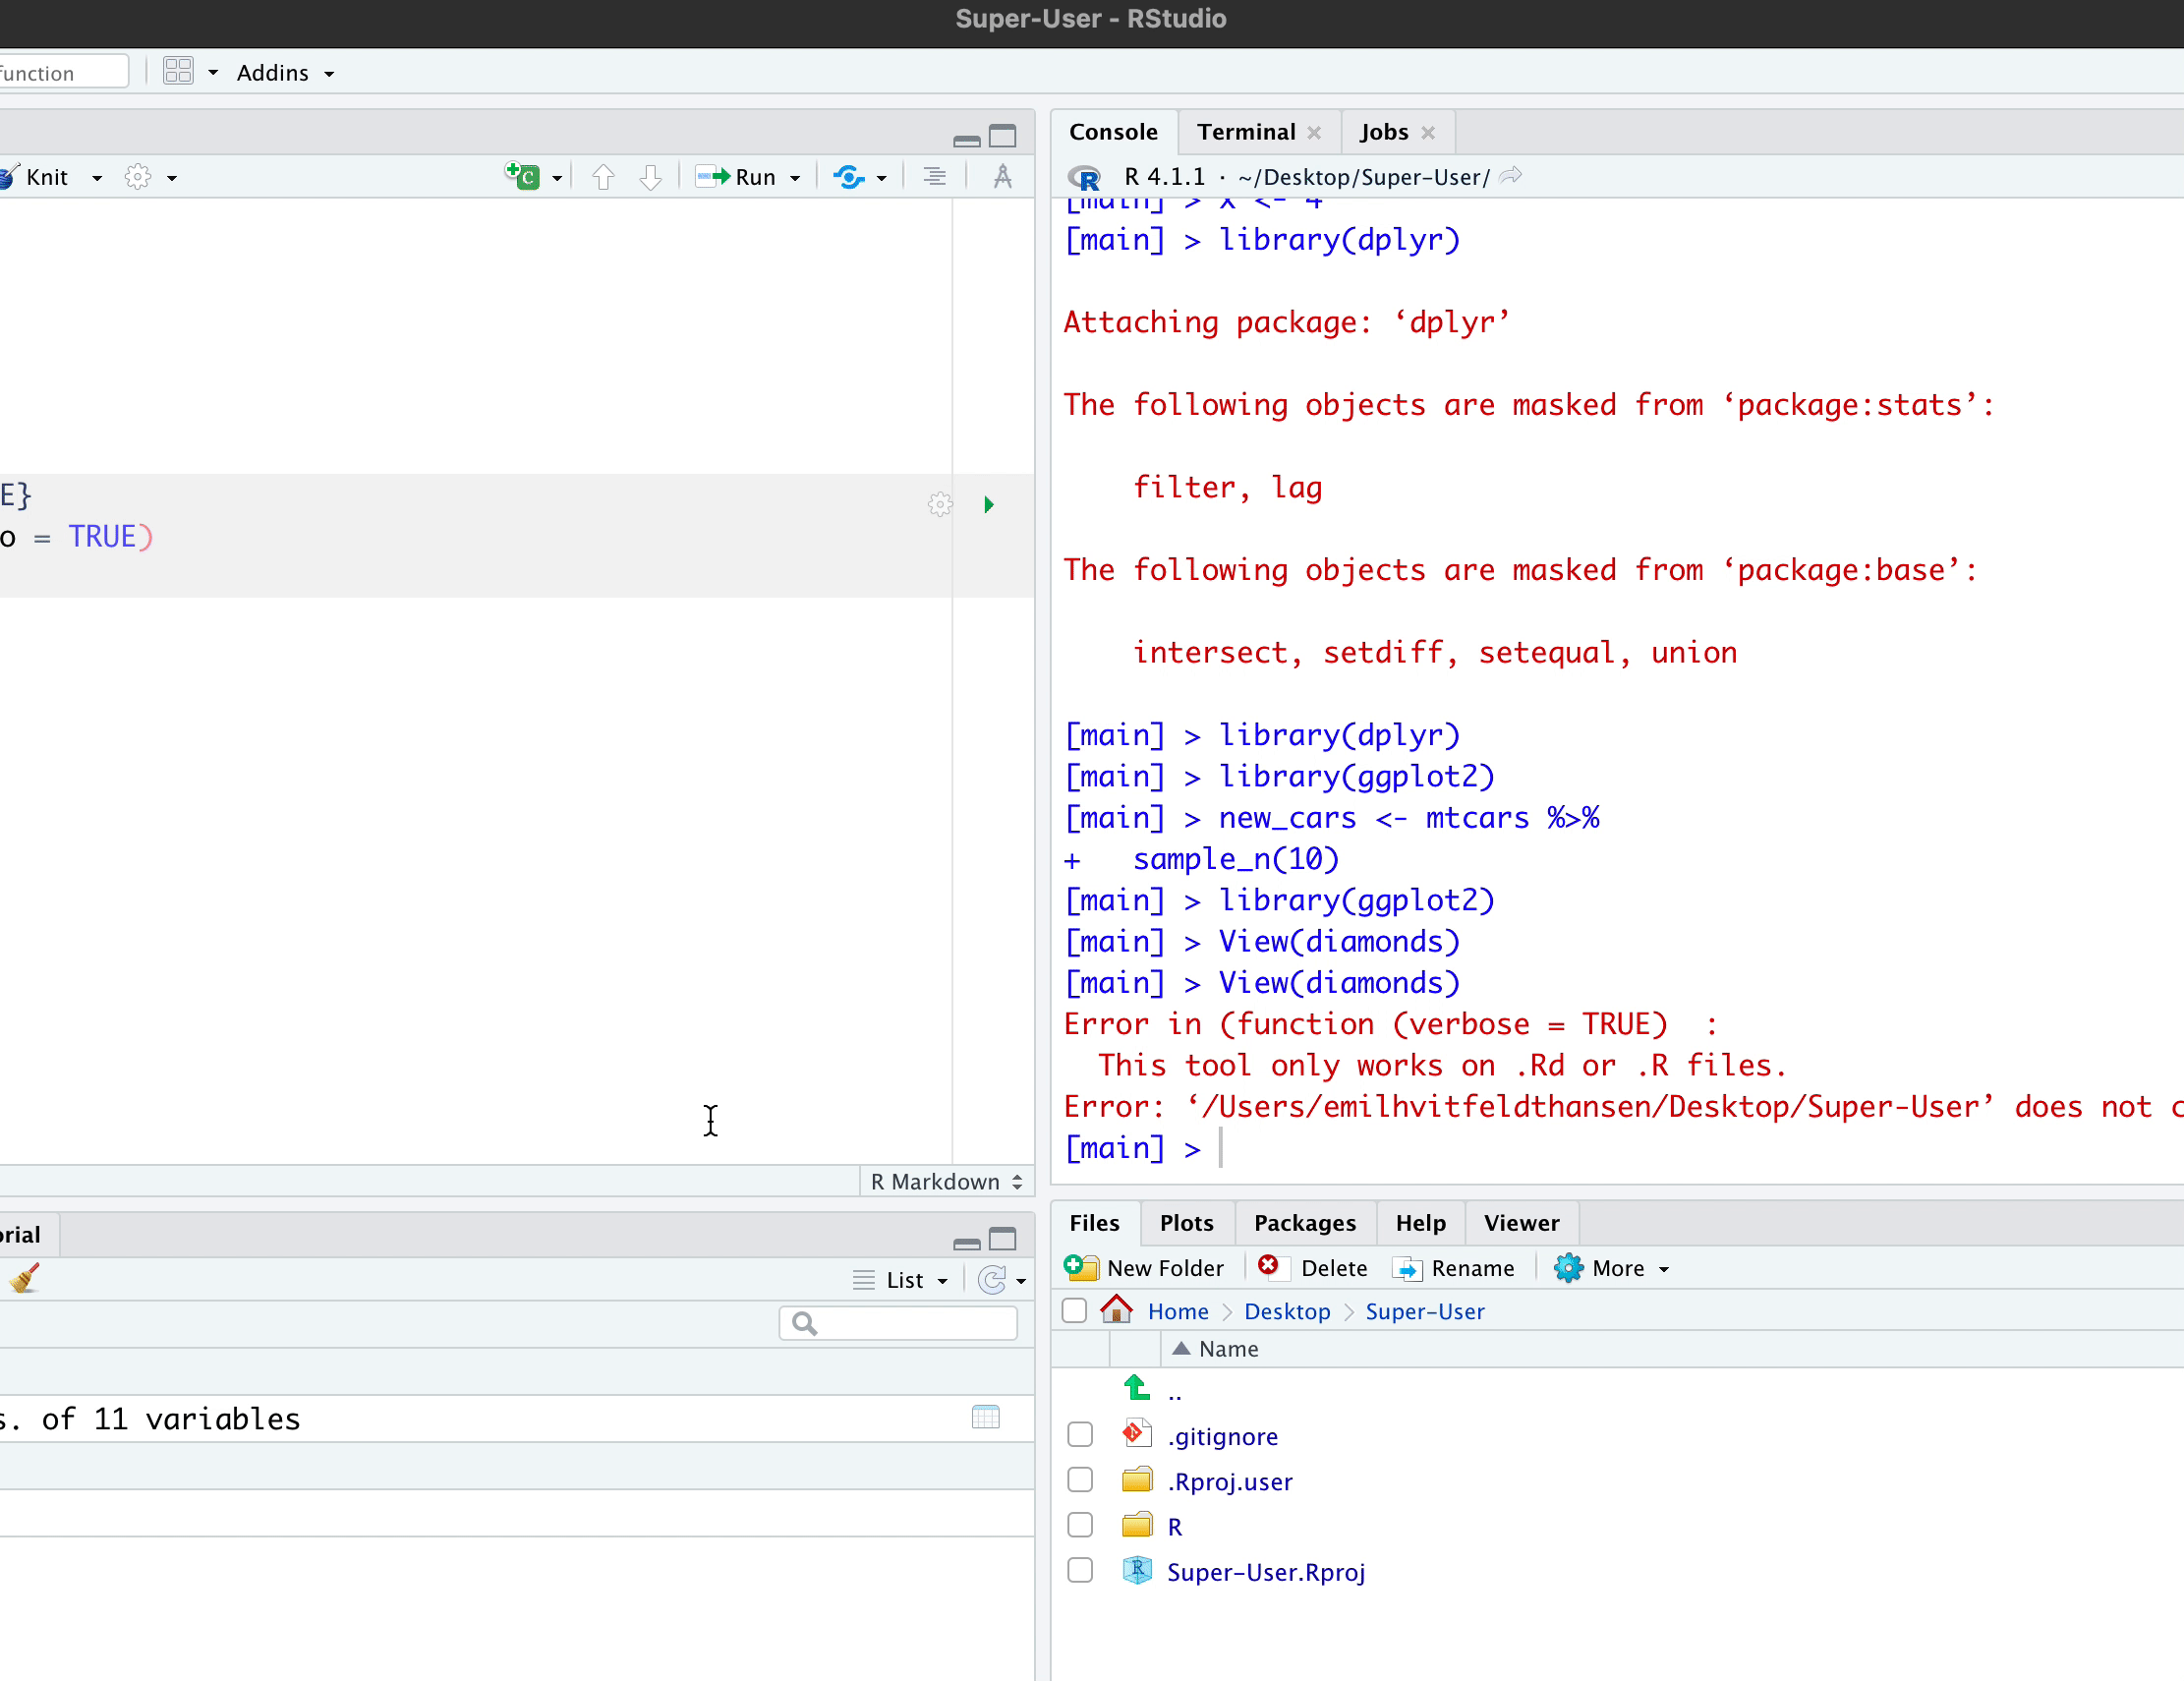 Super-User - RStudio
Addins
Knit
Run
E}
o = TRUE)
R Markdown
List
s. of 11 variables
Console Terminal Jobs
R 4.1.1 · ~/Desktop/Super-User/
[main] > x <- 4
[main] > library(dplyr)
Attaching package: ‘dplyr’
The following objects are masked from ‘package:stats’:
filter, lag
The following objects are masked from ‘package:base’:
intersect, setdiff, setequal, union
[main] > library(dplyr)
[main] > library(ggplot2)
[main] > new_cars <- mtcars %>%
+ sample_n(10)
[main] > library(ggplot2)
[main] > View(diamonds)
[main] > View(diamonds)
Error in (function (verbose = TRUE) :
This tool only works on .Rd or .R files.
Error: ‘/Users/emilhvitfeldthansen/Desktop/Super-User’ does not
[main] >
Files Plots Packages Help Viewer
New Folder Delete Rename More
Home Desktop Super-User
Name
..
.gitignore
.Rproj.user
R
Super-User.Rproj